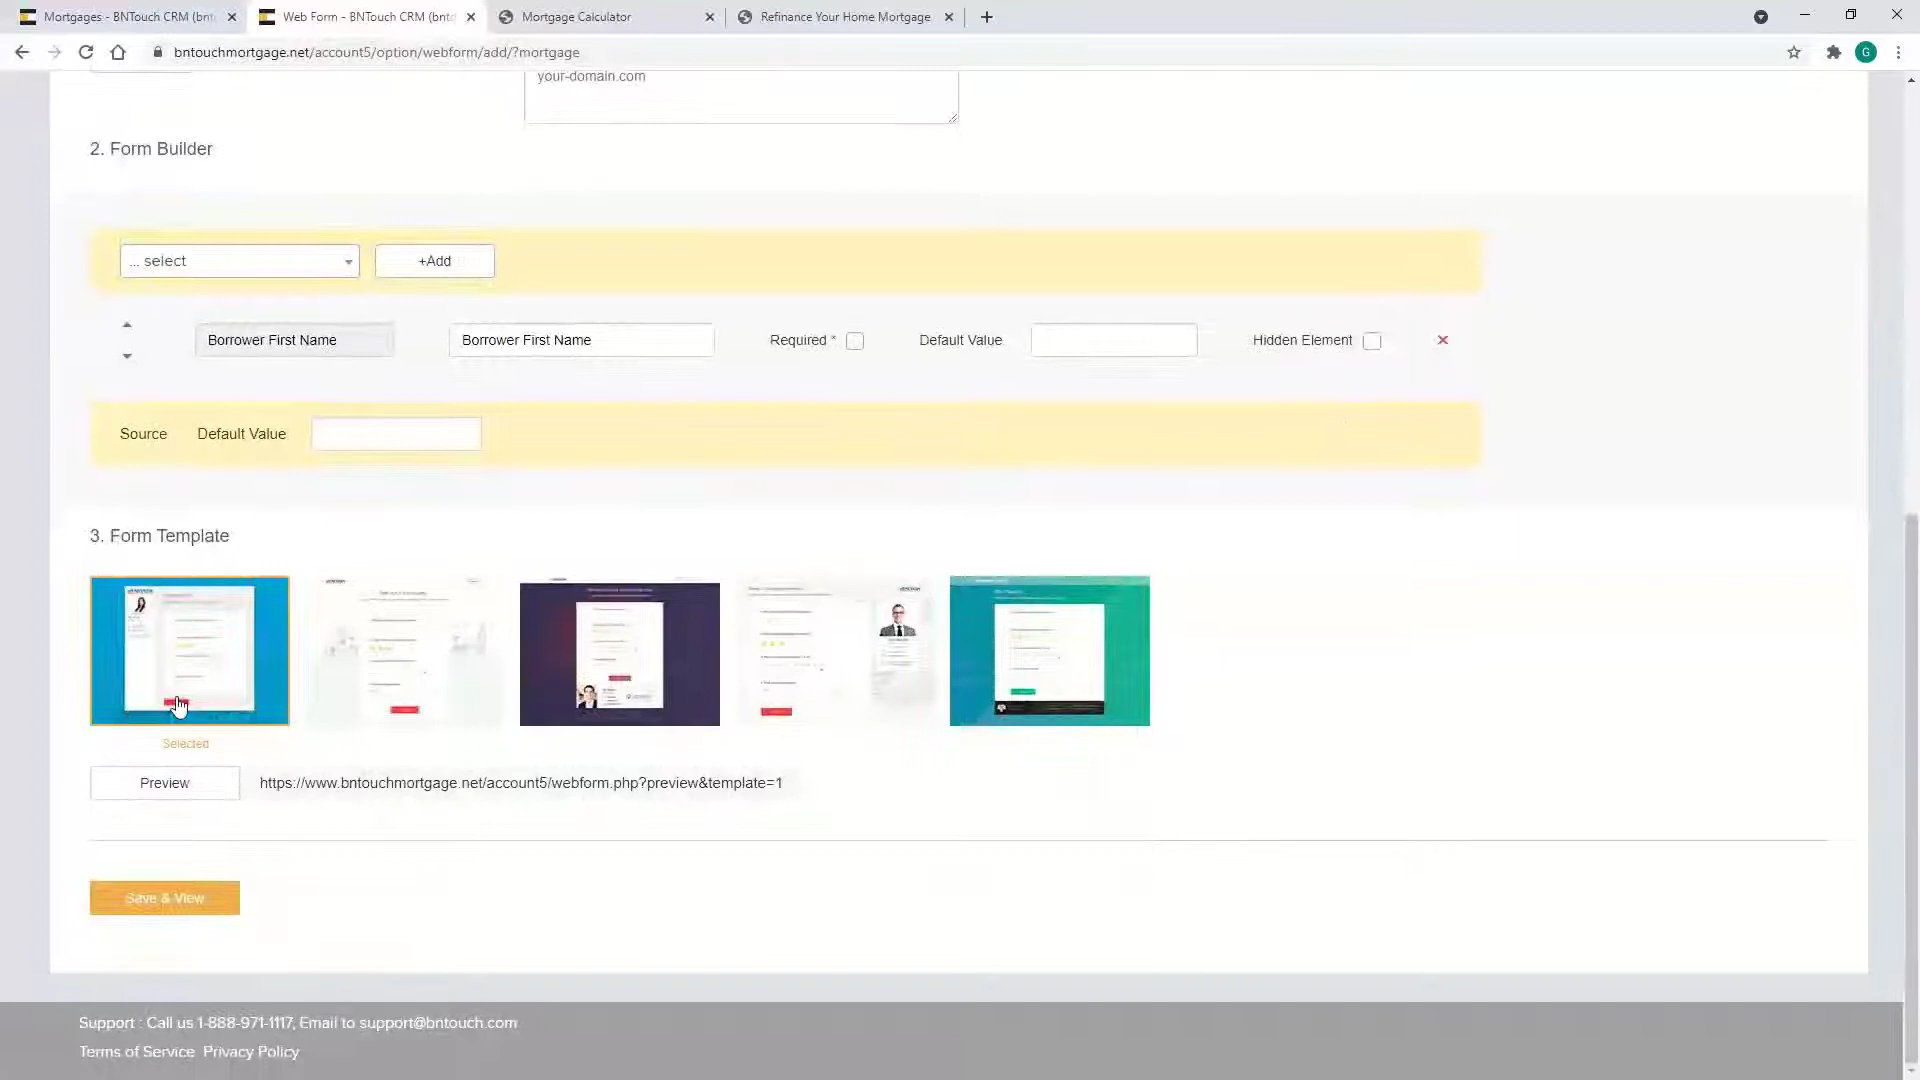 Mortgages - BNTouch CRM (bnt
Web Form - BNTouch CRM (bnto
Mortgage Calculator
Refinance Your Home Mortgage
bntouchmortgage.net/account5/option/webform/add/?mortgage
G
your-domain.com
2. Form Builder
... select
+Add
Borrower First Name
Borrower First Name
Required *
Default Value
Hidden Element
Source
Default Value
3. Form Template
Selected
Preview
https://www.bntouchmortgage.net/account5/webform.php?preview&template=1
Save & View
Support : Call us 1-888-971-1117, Email to support@bntouch.com
Terms of Service Privacy Policy